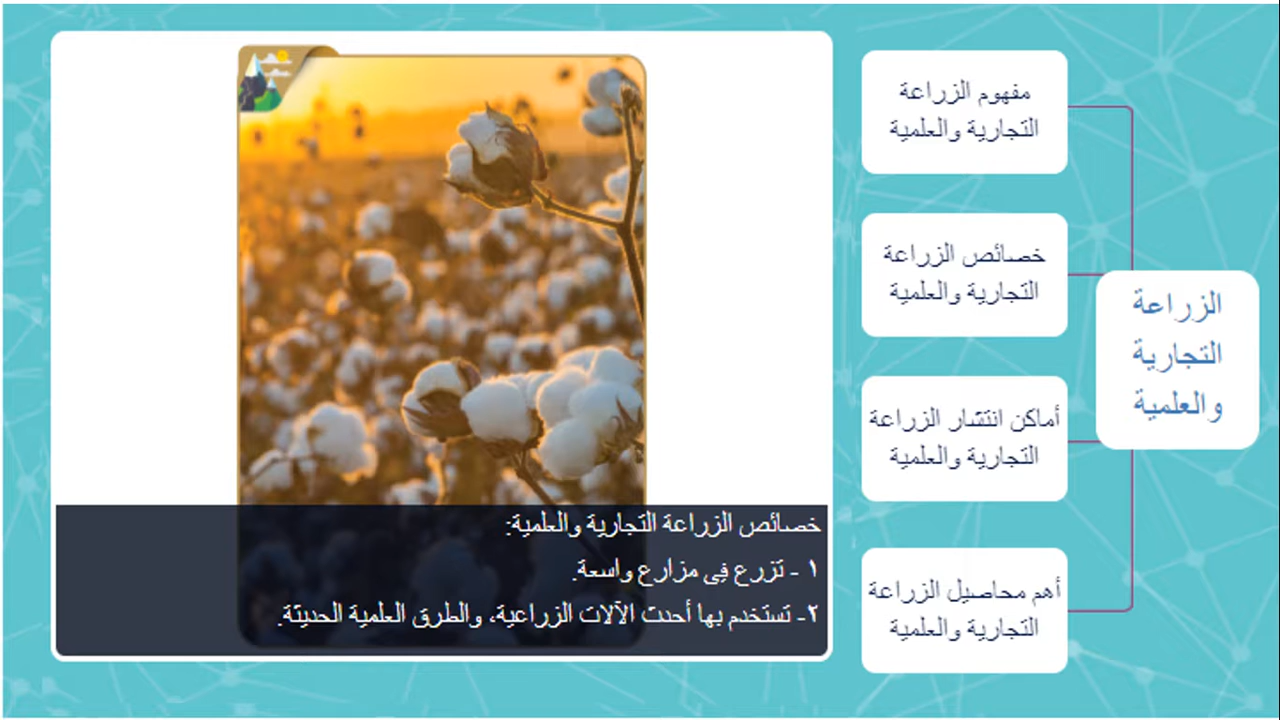 الزراعة
التجارية
والعلمية
مفهوم الزراعة
التجارية والعلمية
خصائص الزراعة
التجارية والعلمية
أماكن انتشار الزراعة
التجارية والعلمية
أهم محاصيل الزراعة
التجارية والعلمية
خصائص الزراعة التجارية والعلمية:
١ - تزرع فى مزارع واسعة.
٢- تستخدم بها أحدث الآلات الزراعية، والطرق العلمية الحديثة.